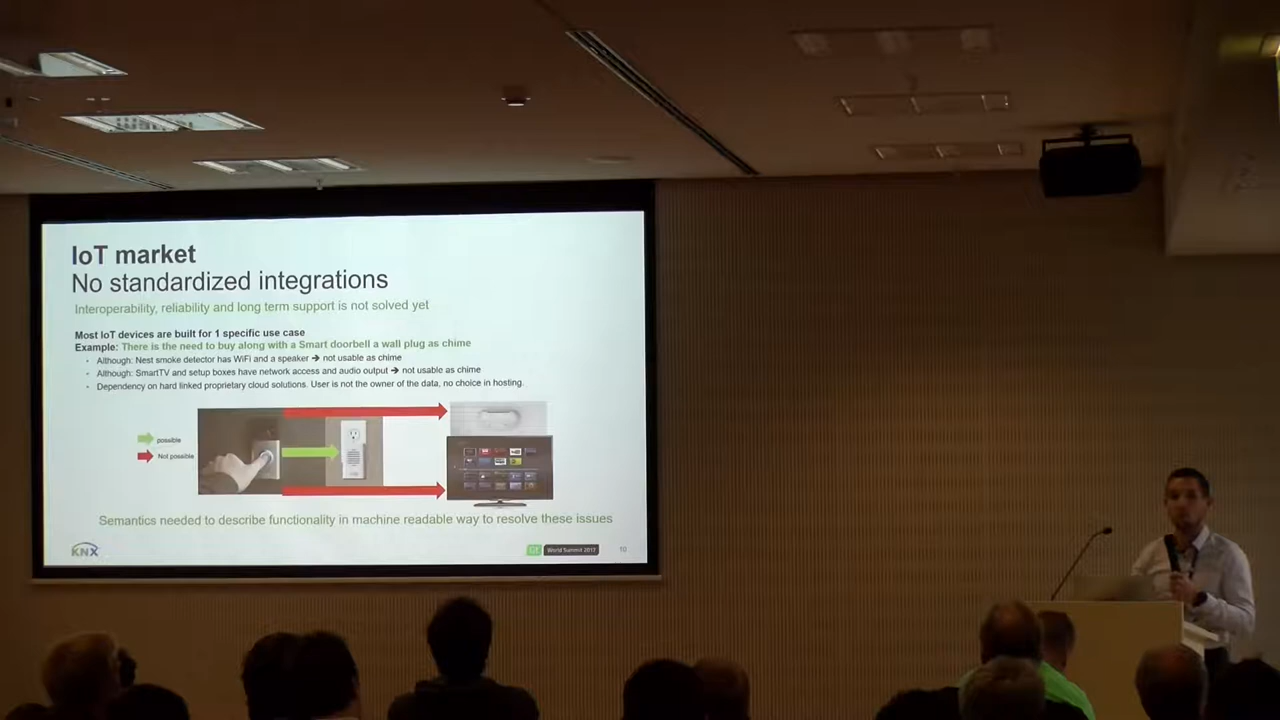 IoT market
No standardized integrations
Interoperability, reliability and long term support is not solved yet
Most IoT devices are built for 1 specific use case
Example: There is the need to buy along with a Smart doorbell a wall plug as chime
• Although: Nest smoke detector has WiFi and a speaker → not usable as chime
• Although: SmartTV and setup boxes have network access and audio output → not usable as chime
• Dependency on hard linked proprietary cloud solutions. User is not the owner of the data, no choice in hosting.
possible
Not possible
Semantics needed to describe functionality in machine readable way to resolve these issues
KNX
World Summit 2017
10